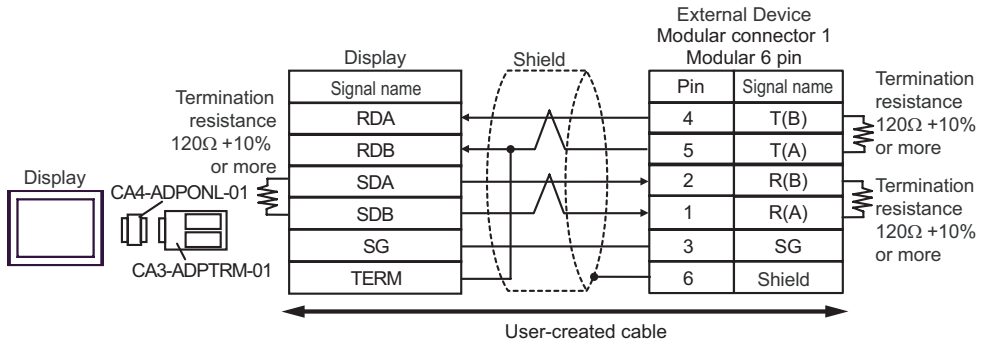 External Device
Modular connector 1
Modular 6 pin
Display
Shield
Signal name
Pin
Signal name
Termination
resistance
120Ω +10%
or more
RDA
4
T(B)
Termination
resistance
120Ω +10%
or more
RDB
5
T(A)
Display
CA4-ADPONL-01
CA3-ADPTRM-01
SDA
2
R(B)
SDB
1
R(A)
Termination
resistance
120Ω +10%
or more
SG
3
SG
TERM
6
Shield
User-created cable